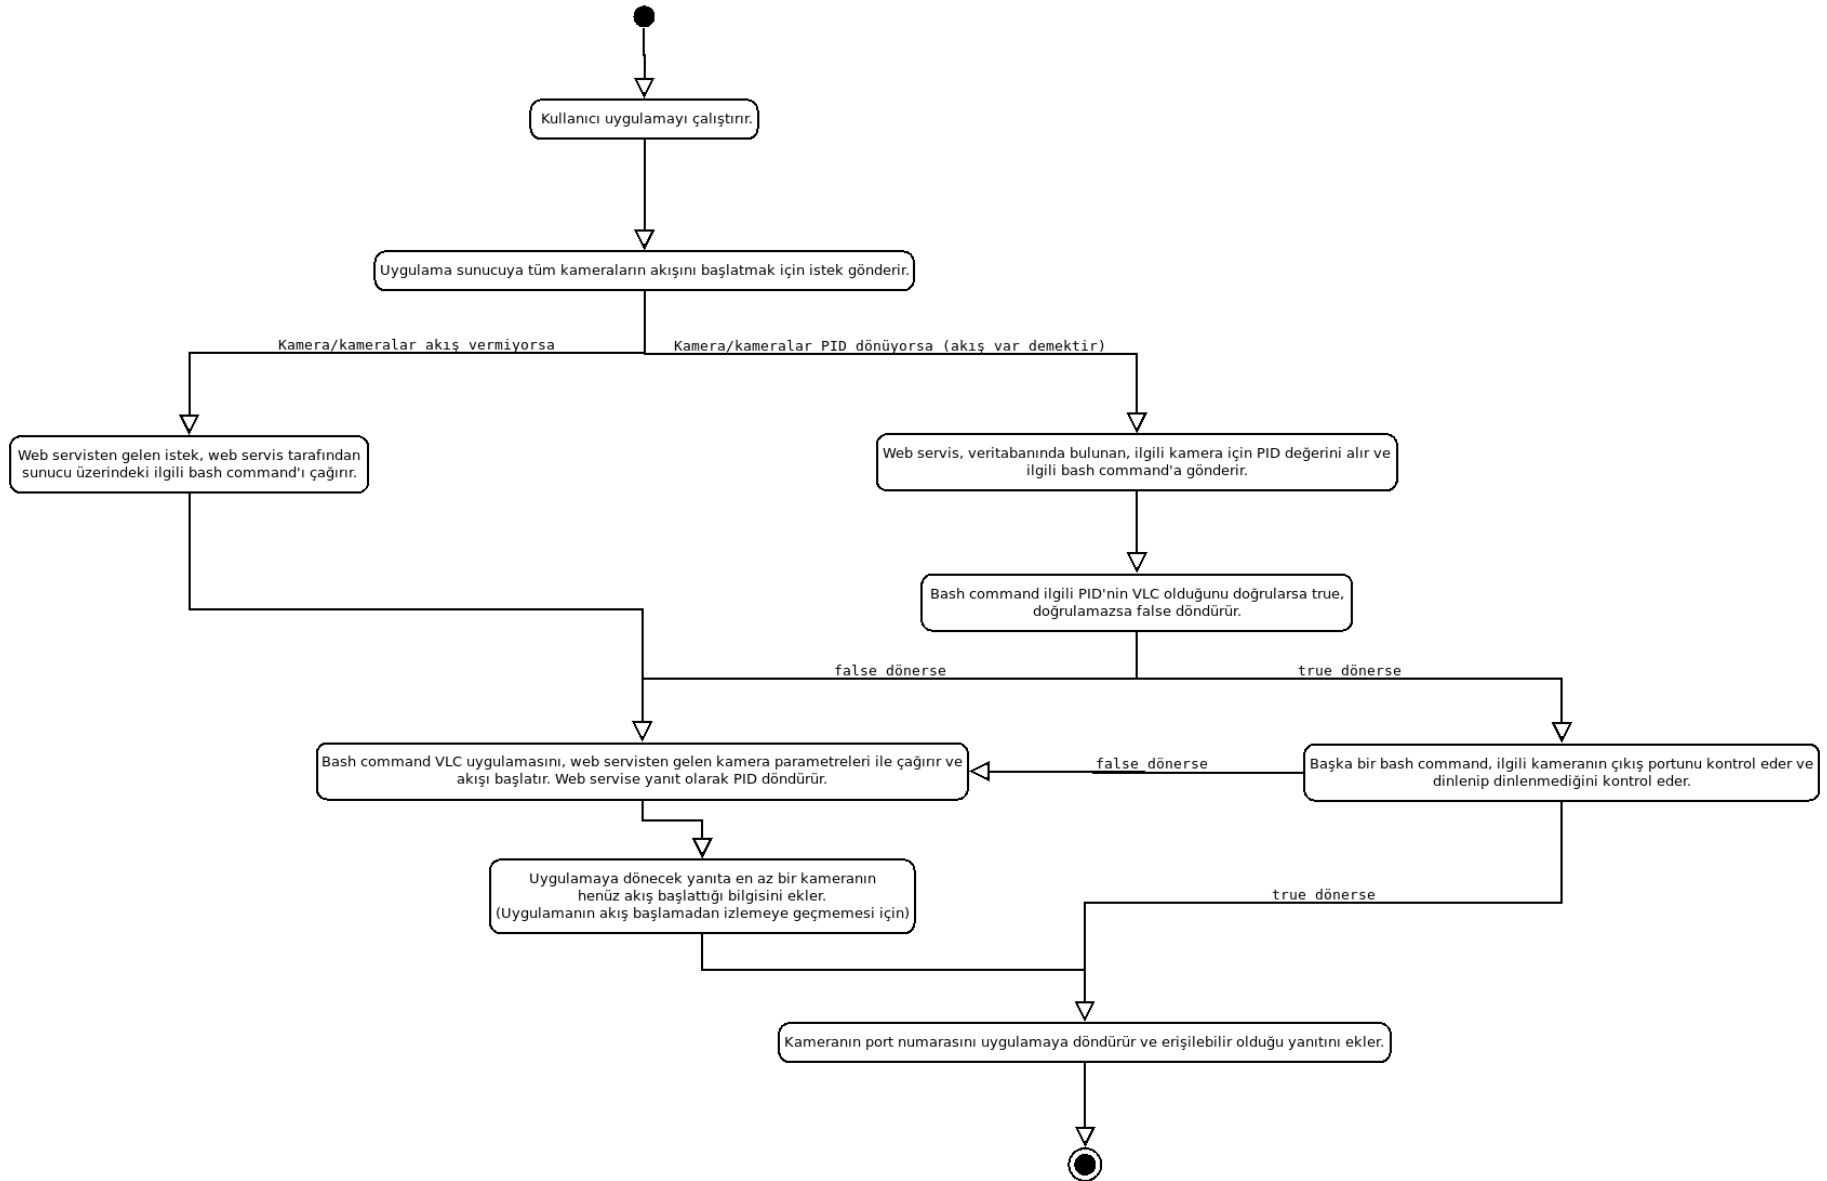 Kullanıcı uygulamayı çalıştırır.
Uygulama sunucuya tüm kameraların akışını başlatmak için istek gönderir.
Kamera/kameralar akış vermiyorsa
Kamera/kameralar PID dönüyorsa (akış var demektir)
Web servisten gelen istek, web servis tarafından
sunucu üzerindeki ilgili bash command'ı çağırır.
Web servis, veritabanında bulunan, ilgili kamera için PID değerini alır ve
ilgili bash command'a gönderir.
Bash command ilgili PID'nin VLC olduğunu doğrularsa true,
doğrulamazsa false döndürür.
false dönerse
true dönerse
Bash command VLC uygulamasını, web servisten gelen kamera parametreleri ile çağırır ve
akışı başlatır. Web servise yanıt olarak PID döndürür.
false dönerse
Başka bir bash command, ilgili kameranın çıkış portunu kontrol eder ve
dinlenip dinlenmediğini kontrol eder.
Uygulamaya dönecek yanıta en az bir kameranın
henüz akış başlattığı bilgisini ekler.
(Uygulamanın akış başlamadan izlemeye geçmemesi için)
true dönerse
Kameranın port numarasını uygulamaya döndürür ve erişilebilir olduğu yanıtını ekler.